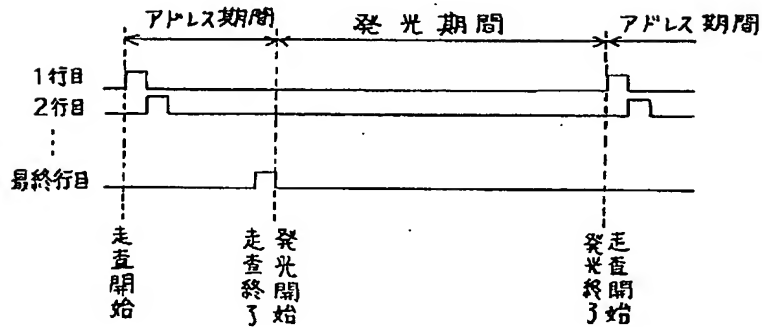 アドレス期間 発光期間 アドレス期間
1行目
2行目
最終行目
走査開始
走査終了
発光開始
発光終了
走査開始